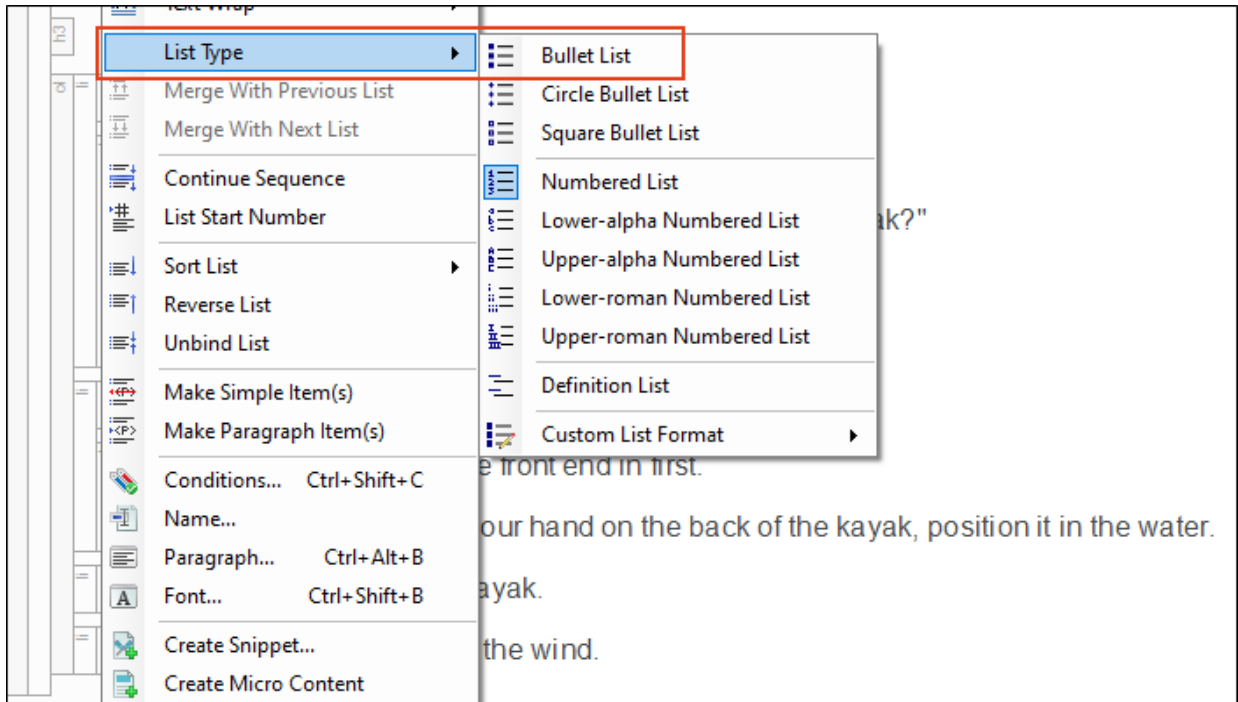 Text Wrap
h3
List Type
Merge With Previous List
Merge With Next List
Continue Sequence
List Start Number
Sort List
Reverse List
Unbind List
Make Simple Item(s)
Make Paragraph Item(s)
Conditions... Ctrl+Shift+C
Name...
Paragraph... Ctrl+Alt+B
Font... Ctrl+Shift+B
Create Snippet...
Create Micro Content
Bullet List
Circle Bullet List
Square Bullet List
Numbered List
Lower-alpha Numbered List
Upper-alpha Numbered List
Lower-roman Numbered List
Upper-roman Numbered List
Definition List
Custom List Format
ak?"
e front end in first.
our hand on the back of the kayak, position it in the water.
ayak.
the wind.